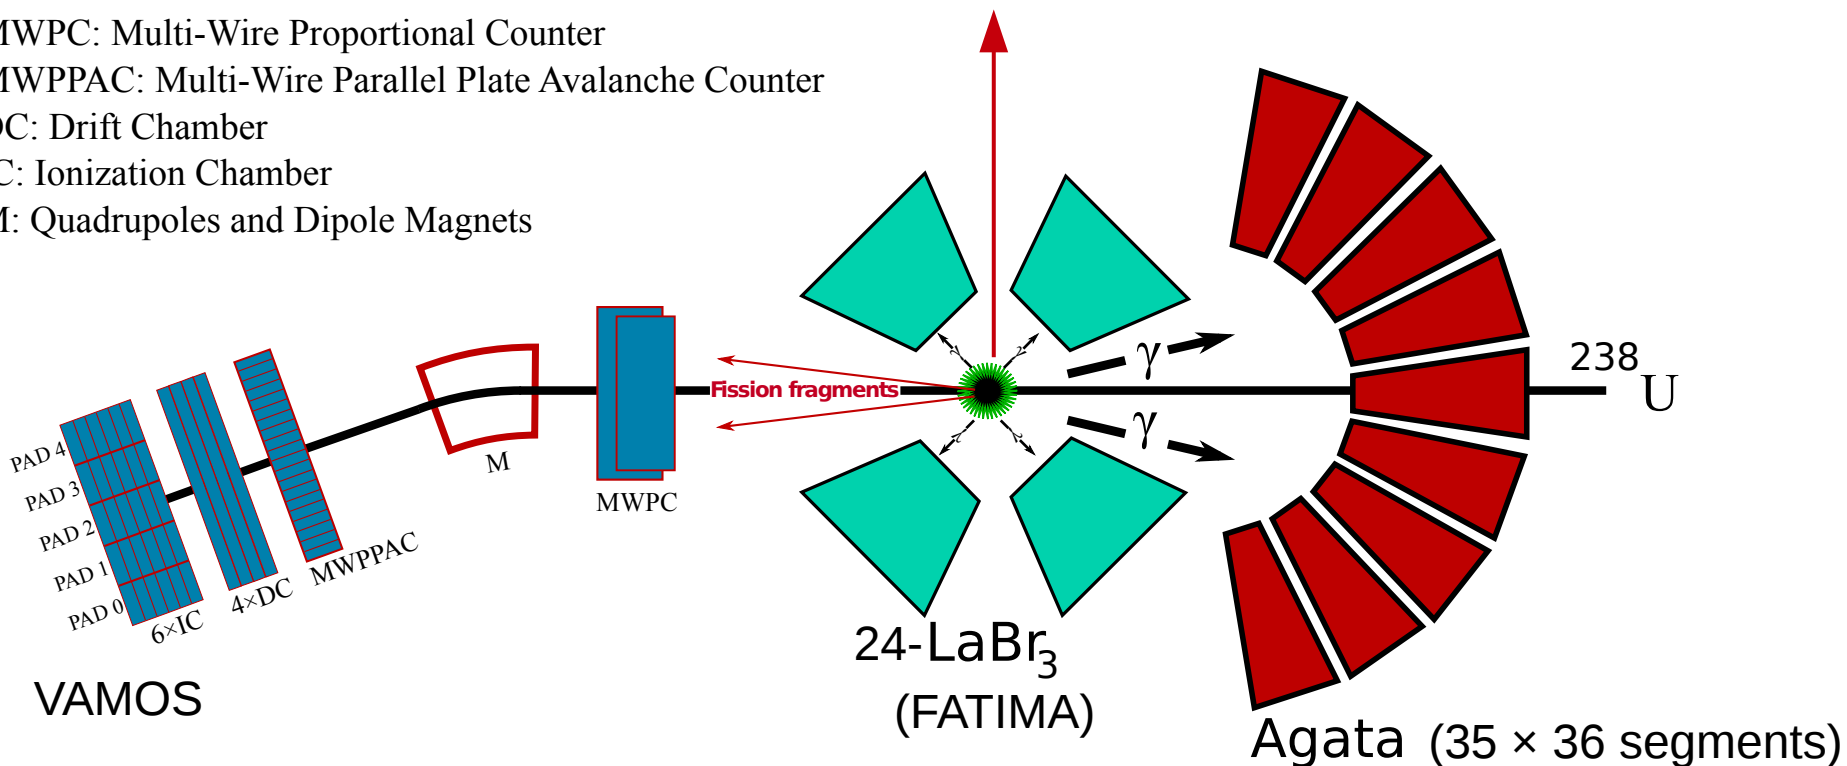 MWPC: Multi-Wire Proportional Counter
MWPPAC: Multi-Wire Parallel Plate Avalanche Counter
DC: Drift Chamber
C: Ionization Chamber
M: Quadrupoles and Dipole Magnets
238
U
γ
γ
γ
γ
γ
γ
Fission fragments
M
MWPC
MWPPAC
4×DC
6×IC
PAD 4
PAD 3
PAD 2
PAD 1
PAD 0
VAMOS
24-LaBr3
(FATIMA)
Agata (35 × 36 segments)